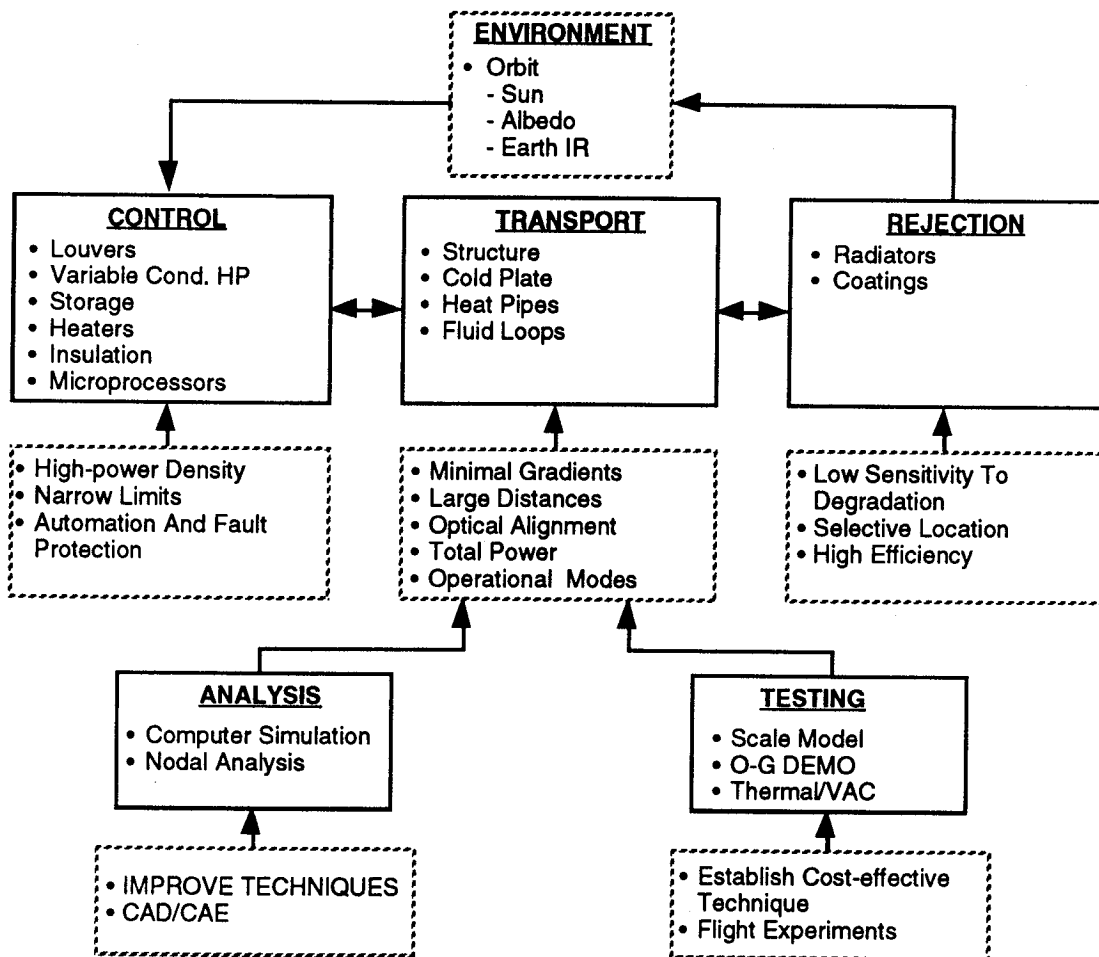 ENVIRONMENT
• Orbit
- Sun
- Albedo
- Earth IR
CONTROL
• Louvers
• Variable Cond. HP
• Storage
• Heaters
• Insulation
• Microprocessors
TRANSPORT
• Structure
• Cold Plate
• Heat Pipes
• Fluid Loops
REJECTION
• Radiators
• Coatings
• High-power Density
• Narrow Limits
• Automation And Fault
Protection
• Minimal Gradients
• Large Distances
• Optical Alignment
• Total Power
• Operational Modes
• Low Sensitivity To
Degradation
• Selective Location
• High Efficiency
ANALYSIS
• Computer Simulation
• Nodal Analysis
TESTING
• Scale Model
• O-G DEMO
• Thermal/VAC
• IMPROVE TECHNIQUES
• CAD/CAE
• Establish Cost-effective
Technique
• Flight Experiments